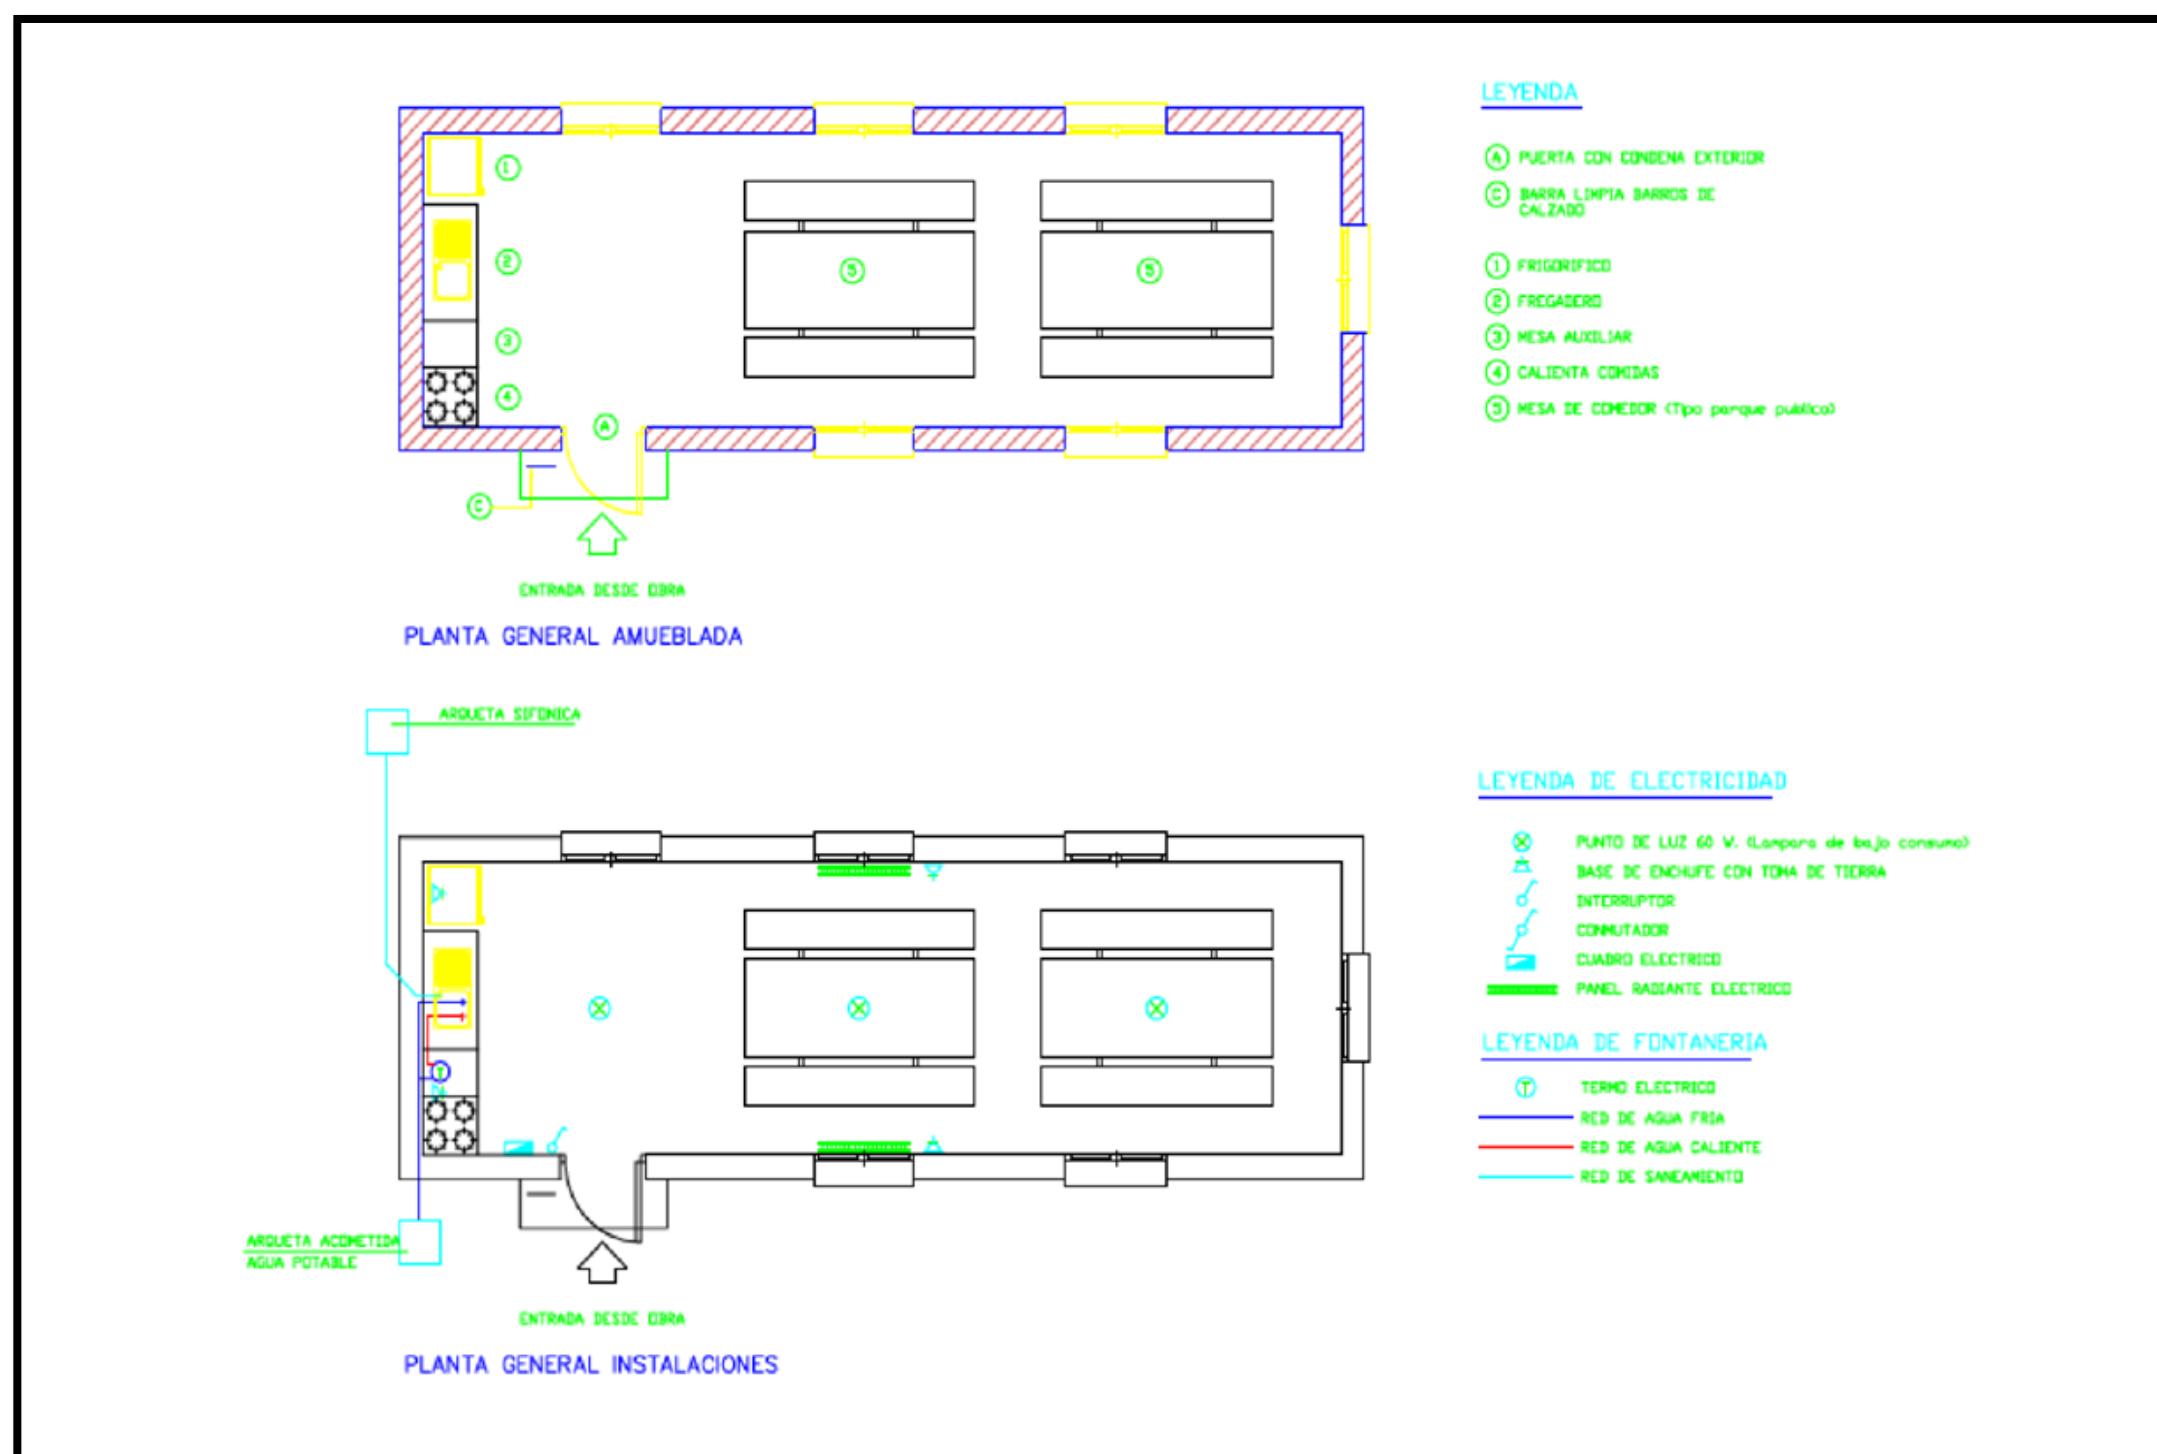 LEYENDA
A PUERTA CON CONDENA EXTERIOR
C BARRA LIMPIA BARROS DE
CALZADO
1 FRIGORIFICO
2 FREGADERO
3 MESA AUXILIAR
4 CALIENTA COMIDAS
5 MESA DE COMEDOR (Tipo parque publico)
1
2
3
4
5
5
A
C
ENTRADA DESDE OBRA
PLANTA GENERAL AMUEBLADA
ARQUETA SIFONICA
T
ARQUETA ACOMETIDA
AGUA POTABLE
ENTRADA DESDE OBRA
PLANTA GENERAL INSTALACIONES
LEYENDA DE ELECTRICIDAD
PUNTO DE LUZ 60 W. (Lampara de bajo consumo)
BASE DE ENCHUFE CON TOMA DE TIERRA
INTERRUPTOR
CONMUTADOR
CUADRO ELECTRICO
PANEL RADIANTE ELECTRICO
LEYENDA DE FONTANERIA
T TERMO ELECTRICO
RED DE AGUA FRIA
RED DE AGUA CALIENTE
RED DE SANEAMIENTO